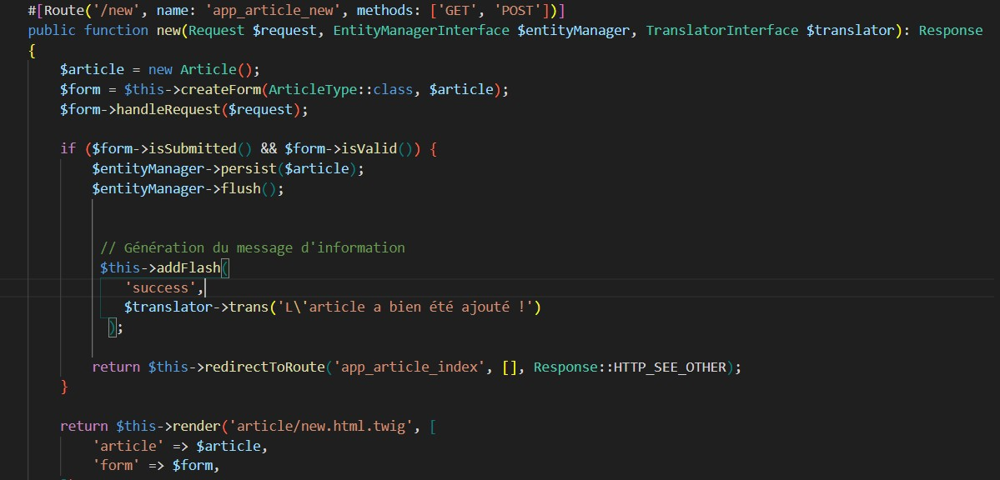 #[Route('/new', name: 'app_article_new', methods: ['GET', 'POST'])]
public function new(Request $request, EntityManagerInterface $entityManager, TranslatorInterface $translator): Response
{
$article = new Article();
$form = $this->createForm(ArticleType::class, $article);
$form->handleRequest($request);
if ($form->isSubmitted() && $form->isValid()) {
$entityManager->persist($article);
$entityManager->flush();
// Génération du message d'information
$this->addFlash(
'success',
$translator->trans('L\'article a bien été ajouté !')
);
return $this->redirectToRoute('app_article_index', [], Response::HTTP_SEE_OTHER);
}
return $this->render('article/new.html.twig', [
'article' => $article,
'form' => $form,